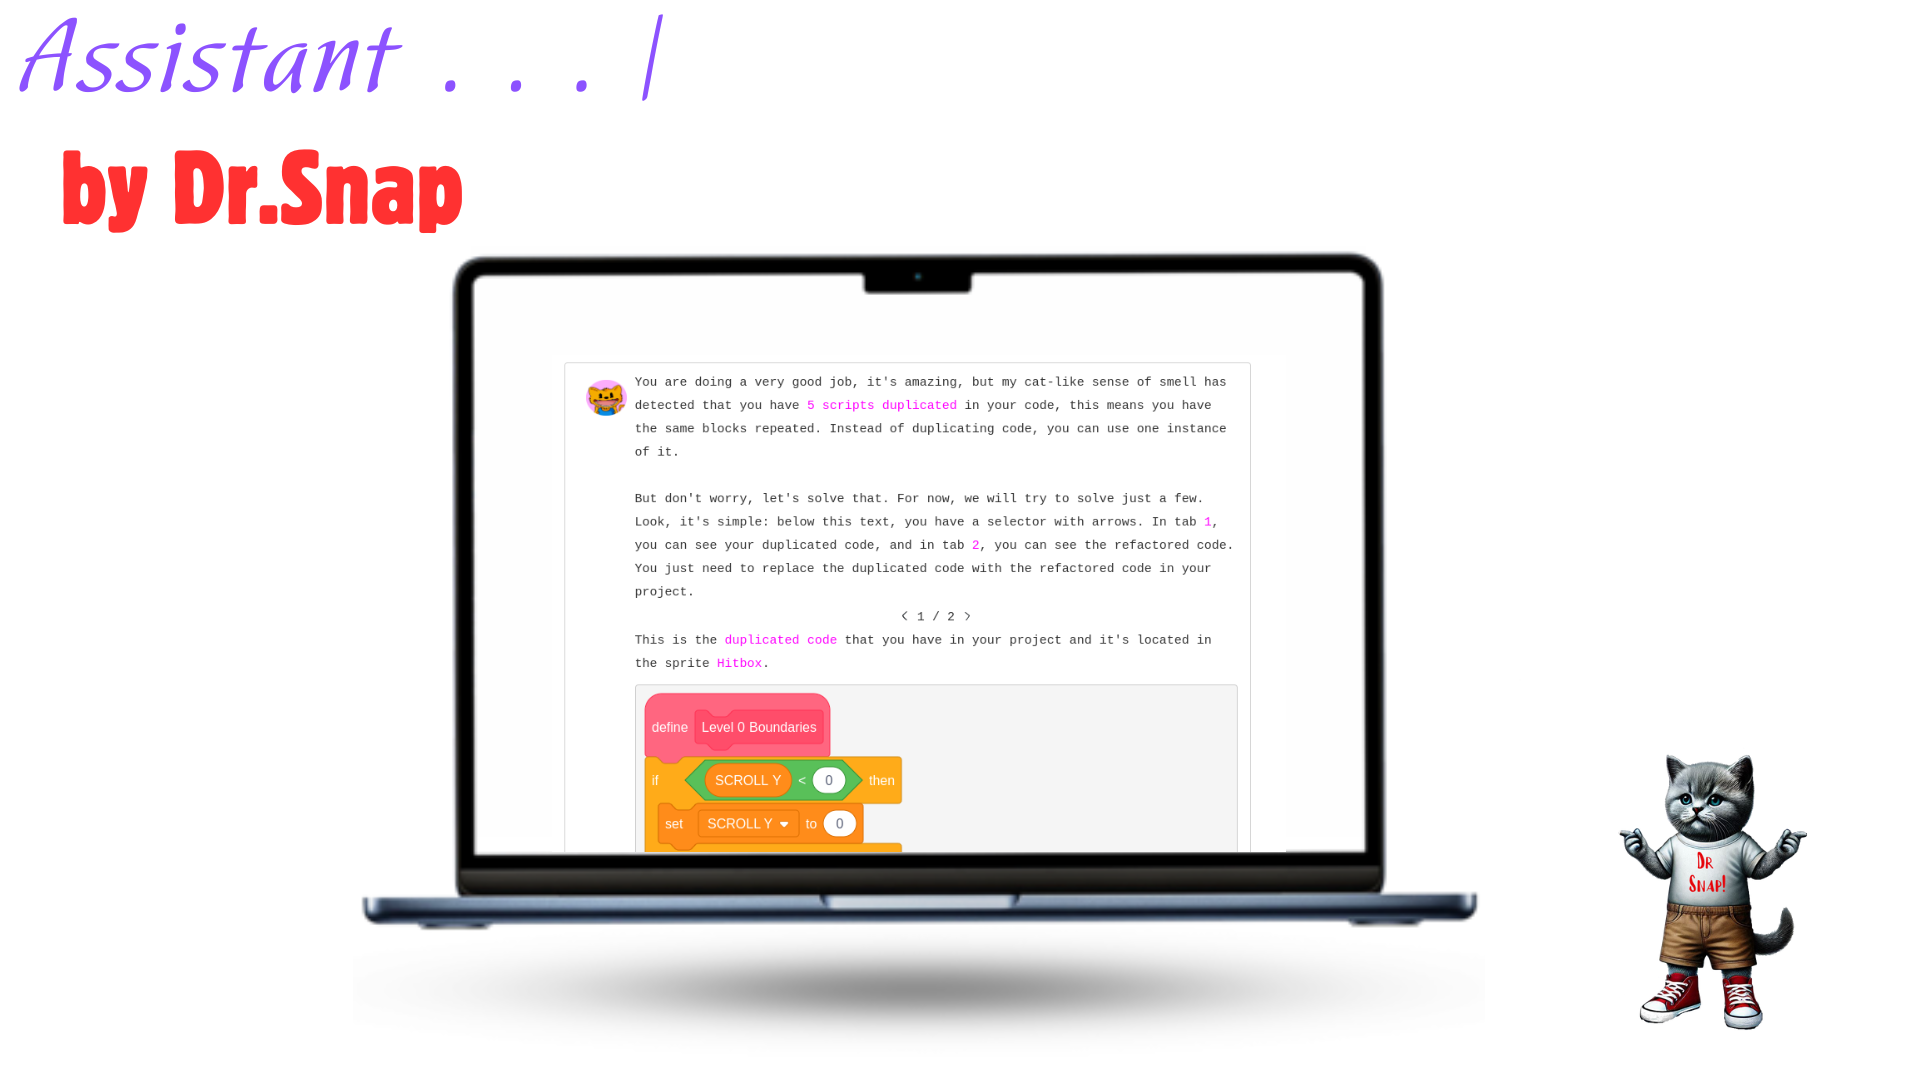 Assistant . . . |
by Dr.Snap
You are doing a very good job, it's amazing, but my cat-like sense of smell has
detected that you have 5 scripts duplicated in your code, this means you have
the same blocks repeated. Instead of duplicating code, you can use one instance
of it.
But don't worry, let's solve that. For now, we will try to solve just a few.
Look, it's simple: below this text, you have a selector with arrows. In tab 1,
you can see your duplicated code, and in tab 2, you can see the refactored code.
You just need to replace the duplicated code with the refactored code in your
project.
< 1 / 2 >
This is the duplicated code that you have in your project and it's located in
the sprite Hitbox.
define Level 0 Boundaries
if SCROLL Y < 0 then
set SCROLL Y to 0
Dr
Snap!